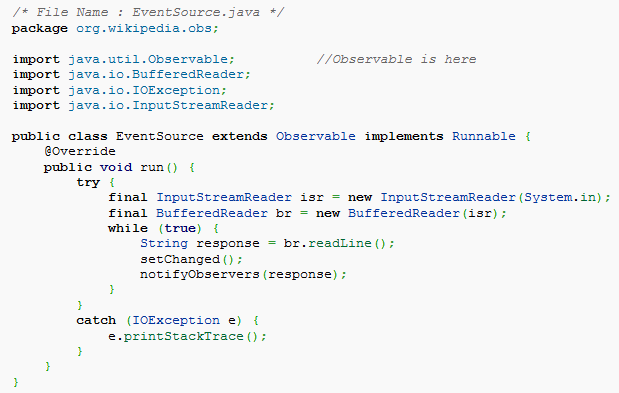 /* File Name : EventSource.java */
package org.wikipedia.obs;

import java.util.Observable;          //Observable is here
import java.io.BufferedReader;
import java.io.IOException;
import java.io.InputStreamReader;

public class EventSource extends Observable implements Runnable {
    @Override
    public void run() {
        try {
            final InputStreamReader isr = new InputStreamReader(System.in);
            final BufferedReader br = new BufferedReader(isr);
            while (true) {
                String response = br.readLine();
                setChanged();
                notifyObservers(response);
            }
        }
        catch (IOException e) {
            e.printStackTrace();
        }
    }
}